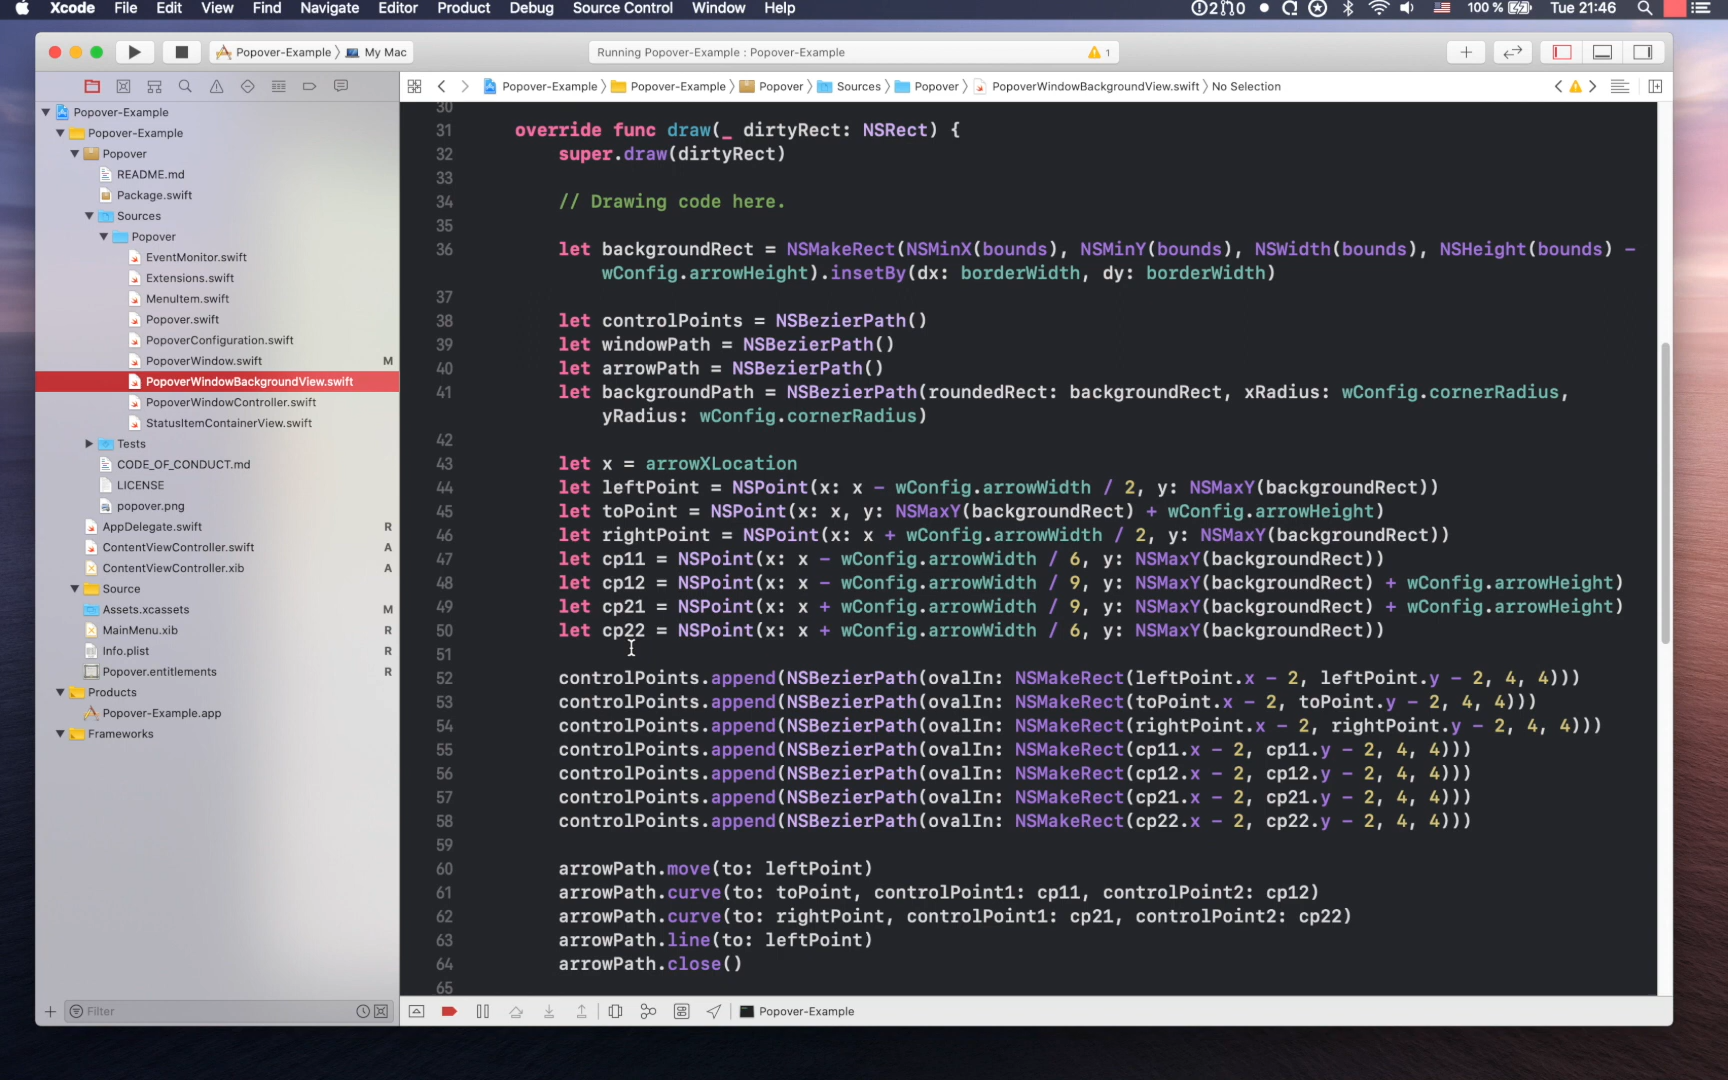 Xcode File Edit View Find Navigate Editor Product Debug Source Control Window Help
100 % Tue 21:46
Popover-Example My Mac
Running Popover-Example : Popover-Example
1
Popover-Example Popover-Example Popover Sources Popover PopoverWindowBackgroundView.swift No Selection
Popover-Example
Popover-Example
Popover
README.md
Package.swift
Sources
Popover
EventMonitor.swift
Extensions.swift
MenuItem.swift
Popover.swift
PopoverConfiguration.swift
PopoverWindow.swift M
PopoverWindowBackgroundView.swift
PopoverWindowController.swift
StatusItemContainerView.swift
Tests
CODE_OF_CONDUCT.md
LICENSE
popover.png
AppDelegate.swift R
ContentViewController.swift A
ContentViewController.xib A
Source
Assets.xcassets M
MainMenu.xib R
Info.plist R
Popover.entitlements R
Products
Popover-Example.app
Frameworks
Filter
30
31 override func draw(_ dirtyRect: NSRect) {
32 super.draw(dirtyRect)
33
34 // Drawing code here.
35
36 let backgroundRect = NSMakeRect(NSMinX(bounds), NSMinY(bounds), NSWidth(bounds), NSHeight(bounds) -
wConfig.arrowHeight).insetBy(dx: borderWidth, dy: borderWidth)
37
38 let controlPoints = NSBezierPath()
39 let windowPath = NSBezierPath()
40 let arrowPath = NSBezierPath()
41 let backgroundPath = NSBezierPath(roundedRect: backgroundRect, xRadius: wConfig.cornerRadius,
yRadius: wConfig.cornerRadius)
42
43 let x = arrowXLocation
44 let leftPoint = NSPoint(x: x - wConfig.arrowWidth / 2, y: NSMaxY(backgroundRect))
45 let toPoint = NSPoint(x: x, y: NSMaxY(backgroundRect) + wConfig.arrowHeight)
46 let rightPoint = NSPoint(x: x + wConfig.arrowWidth / 2, y: NSMaxY(backgroundRect))
47 let cp11 = NSPoint(x: x - wConfig.arrowWidth / 6, y: NSMaxY(backgroundRect))
48 let cp12 = NSPoint(x: x - wConfig.arrowWidth / 9, y: NSMaxY(backgroundRect) + wConfig.arrowHeight)
49 let cp21 = NSPoint(x: x + wConfig.arrowWidth / 9, y: NSMaxY(backgroundRect) + wConfig.arrowHeight)
50 let cp22 = NSPoint(x: x + wConfig.arrowWidth / 6, y: NSMaxY(backgroundRect))
51
52 controlPoints.append(NSBezierPath(ovalIn: NSMakeRect(leftPoint.x - 2, leftPoint.y - 2, 4, 4)))
53 controlPoints.append(NSBezierPath(ovalIn: NSMakeRect(toPoint.x - 2, toPoint.y - 2, 4, 4)))
54 controlPoints.append(NSBezierPath(ovalIn: NSMakeRect(rightPoint.x - 2, rightPoint.y - 2, 4, 4)))
55 controlPoints.append(NSBezierPath(ovalIn: NSMakeRect(cp11.x - 2, cp11.y - 2, 4, 4)))
56 controlPoints.append(NSBezierPath(ovalIn: NSMakeRect(cp12.x - 2, cp12.y - 2, 4, 4)))
57 controlPoints.append(NSBezierPath(ovalIn: NSMakeRect(cp21.x - 2, cp21.y - 2, 4, 4)))
58 controlPoints.append(NSBezierPath(ovalIn: NSMakeRect(cp22.x - 2, cp22.y - 2, 4, 4)))
59
60 arrowPath.move(to: leftPoint)
61 arrowPath.curve(to: toPoint, controlPoint1: cp11, controlPoint2: cp12)
62 arrowPath.curve(to: rightPoint, controlPoint1: cp21, controlPoint2: cp22)
63 arrowPath.line(to: leftPoint)
64 arrowPath.close()
65
Popover-Example